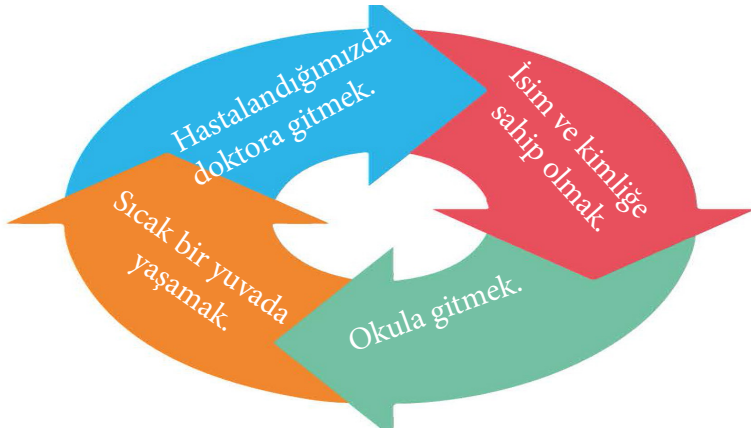 Hastalandığımızda
doktora gitmek.
İsim ve kimliğe
sahip olmak.
Okula gitmek.
Sıcak bir yuvada
yaşamak.